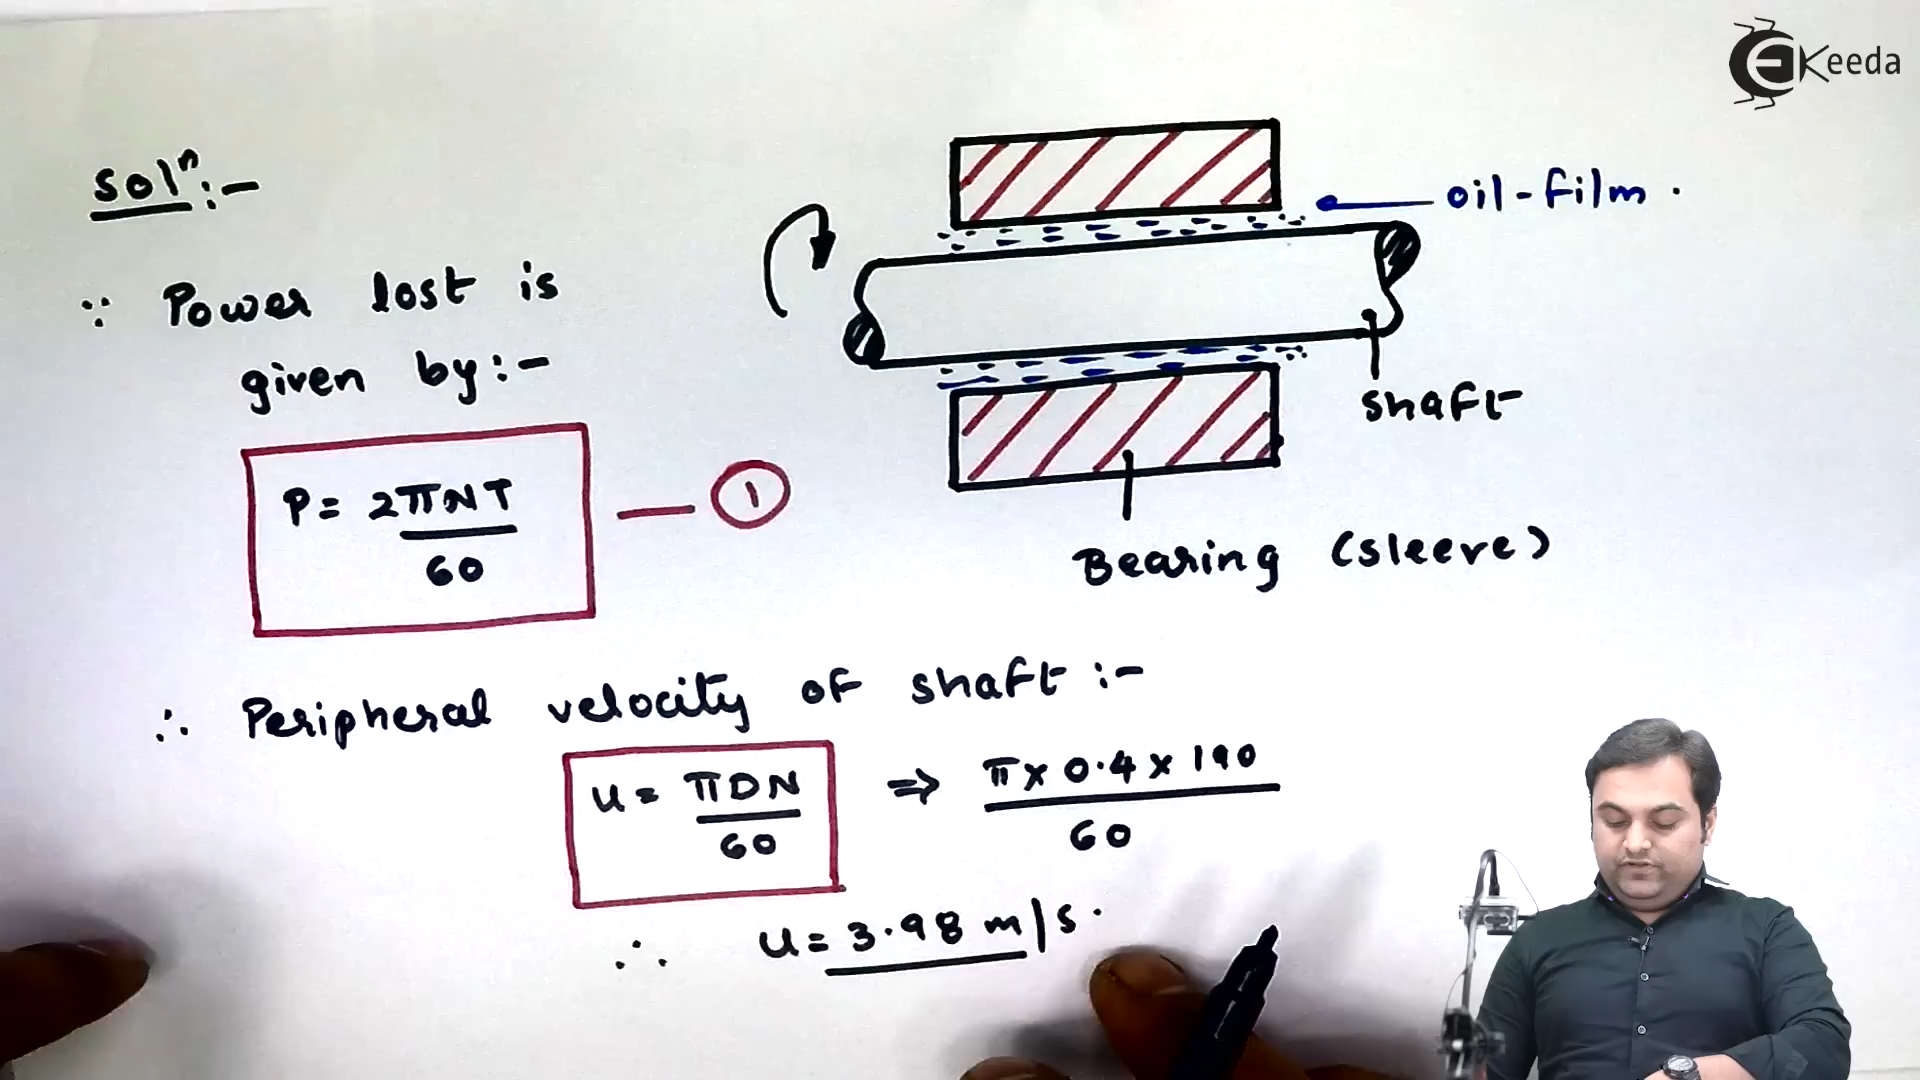 EKeeda
Solⁿ:-
∵ Power lost is
given by:-
P = 2πNT / 60 — ①
oil-film.
shaft
Bearing (sleeve)
∴ Peripheral velocity of shaft :-
u = πDN / 60 ⇒ π x 0.4 x 190 / 60
∴ u = 3.98 m/s.